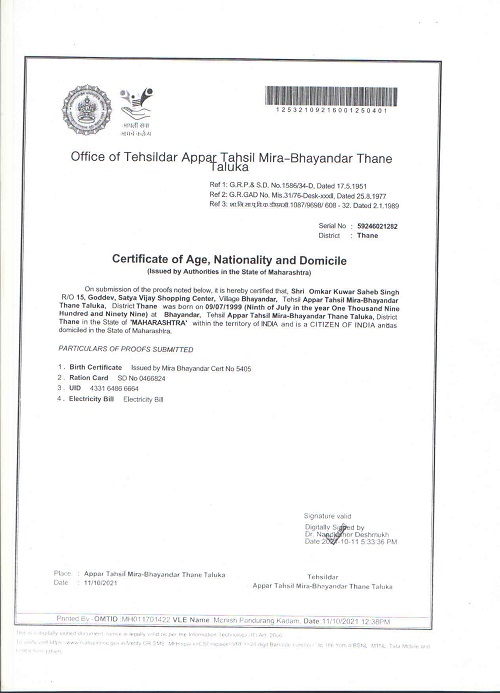 12532109216001250401
Office of Tehsildar Appar Tahsil Mira-Bhayandar Thane
Taluka
Ref 1: G.R.P.& S.D. No.1586/34-D, Dated 17.5.1951
Ref 2: G.R.GAD No. Mis.31/76-Desk-xxxII, Dated 25.8.1977
Ref 3: 1087/9698/ 608 - 32. Dated 2.1.1989
Serial No : 59246021282
District : Thane
Certificate of Age, Nationality and Domicile
(Issued by Authorities in the State of Maharashtra)
On submission of the proofs noted below, it is hereby certified that, Shri Omkar Kuwar Saheb Singh
R/O 15, Goddev, Satya Vijay Shopping Center, Village Bhayandar, Tehsil Appar Tahsil Mira-Bhayandar
Thane Taluka, District Thane was born on 09/07/1999 (Ninth of July in the year One Thousand Nine
Hundred and Ninety Nine) at Bhayandar, Tehsil Appar Tahsil Mira-Bhayandar Thane Taluka, District
Thane in the State of 'MAHARASHTRA' within the territory of INDIA and is a CITIZEN OF INDIA and is
domiciled in the State of Maharashtra.
PARTICULARS OF PROOFS SUBMITTED
1 . Birth Certificate Issued by Mira Bhayandar Cert No 5405
2 . Ration Card SD No 0466824
3 . UID 4331 6486 6664
4 . Electricity Bill Electricity Bill
Signature valid
Digitally Signed by
Dr. Nandkishor Deshmukh
Date:2021-10-11 5:33:36 PM
Place : Appar Tahsil Mira-Bhayandar Thane Taluka
Date : 11/10/2021
Tehsildar
Appar Tahsil Mira-Bhayandar Thane Taluka
Printed By -OMTID :MH011701422 VLE Name :Manish Pandurang Kadam, Date 11/10/2021 12:38PM